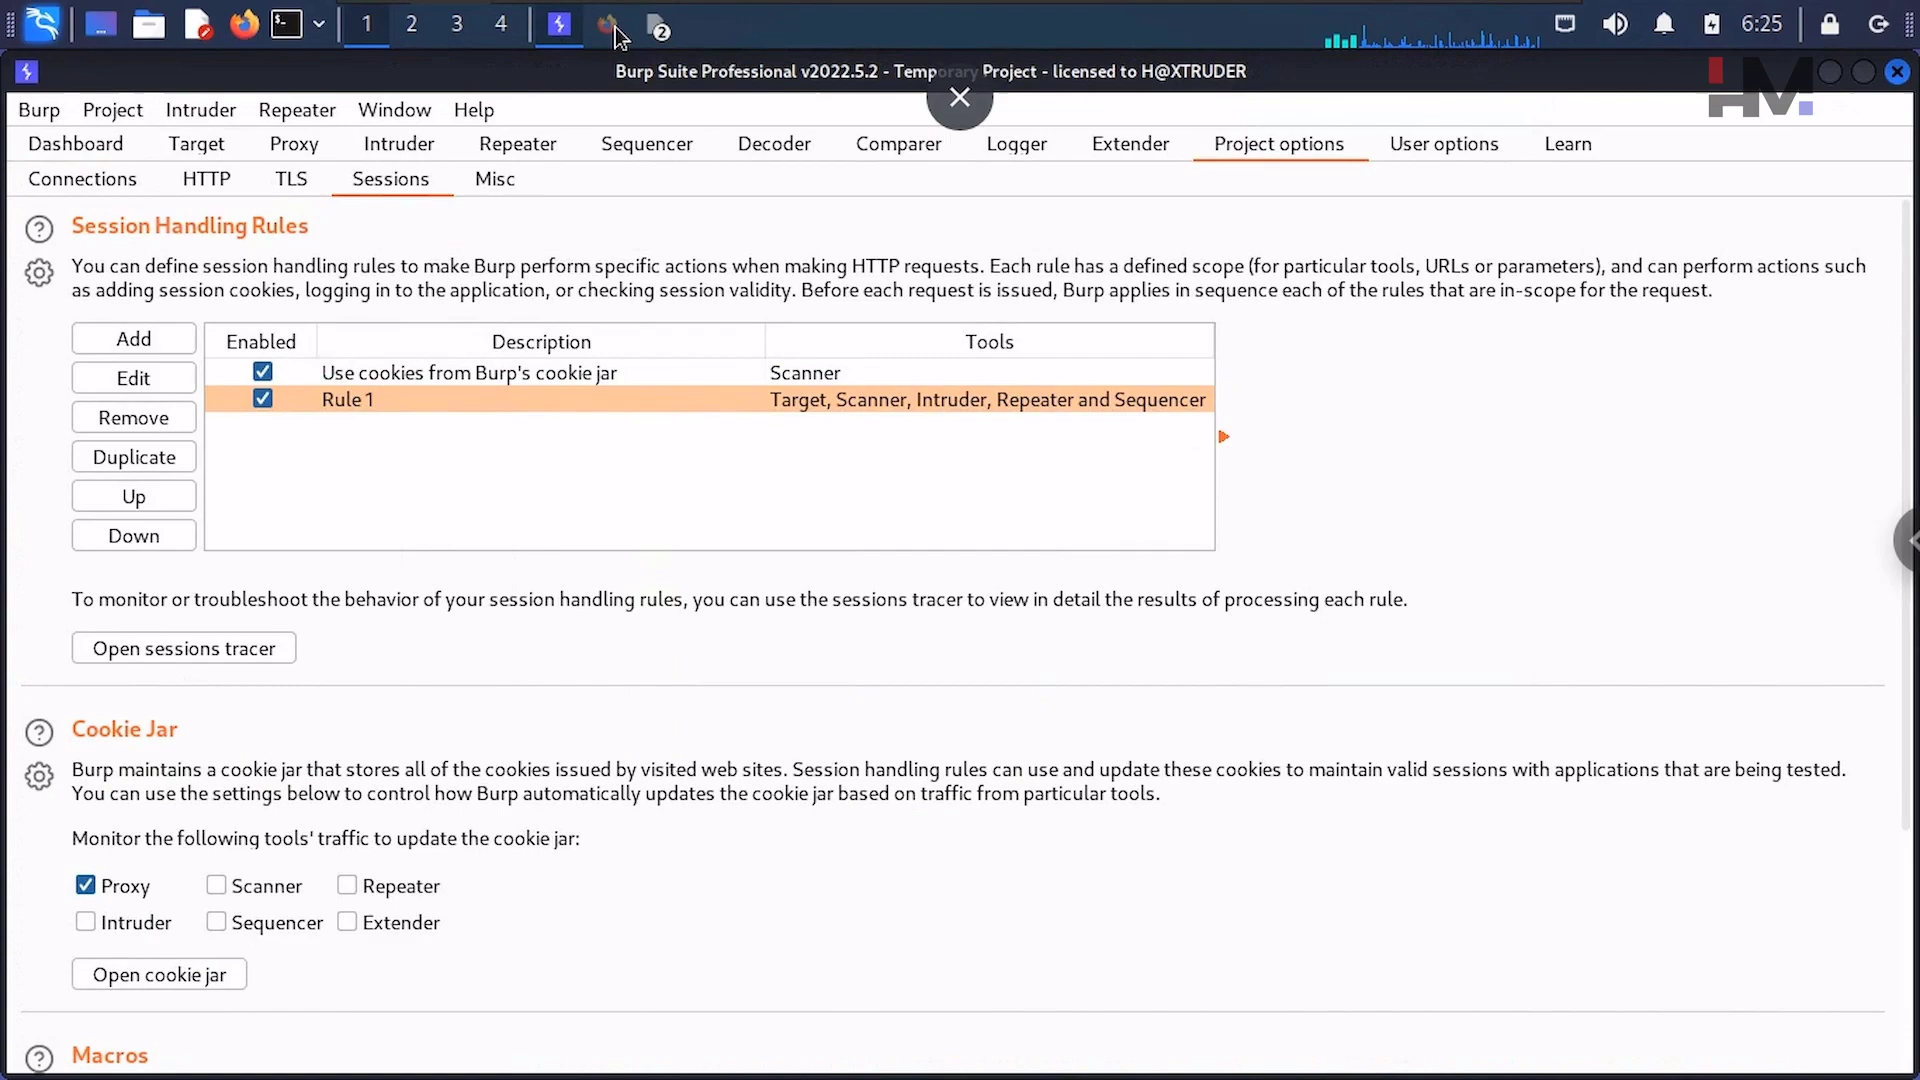 1 2 3 4 2 6:25
Burp Suite Professional v2022.5.2 - Temporary Project - licensed to H@XTRUDER
HM.
Burp Project Intruder Repeater Window Help
Dashboard Target Proxy Intruder Repeater Sequencer Decoder Comparer Logger Extender Project options User options Learn
Connections HTTP TLS Sessions Misc
Session Handling Rules
You can define session handling rules to make Burp perform specific actions when making HTTP requests. Each rule has a defined scope (for particular tools, URLs or parameters), and can perform actions such
as adding session cookies, logging in to the application, or checking session validity. Before each request is issued, Burp applies in sequence each of the rules that are in-scope for the request.
Add
Edit
Remove
Duplicate
Up
Down
Enabled Description Tools
Use cookies from Burp's cookie jar Scanner
Rule 1 Target, Scanner, Intruder, Repeater and Sequencer
To monitor or troubleshoot the behavior of your session handling rules, you can use the sessions tracer to view in detail the results of processing each rule.
Open sessions tracer
Cookie Jar
Burp maintains a cookie jar that stores all of the cookies issued by visited web sites. Session handling rules can use and update these cookies to maintain valid sessions with applications that are being tested.
You can use the settings below to control how Burp automatically updates the cookie jar based on traffic from particular tools.
Monitor the following tools' traffic to update the cookie jar:
Proxy Scanner Repeater
Intruder Sequencer Extender
Open cookie jar
Macros